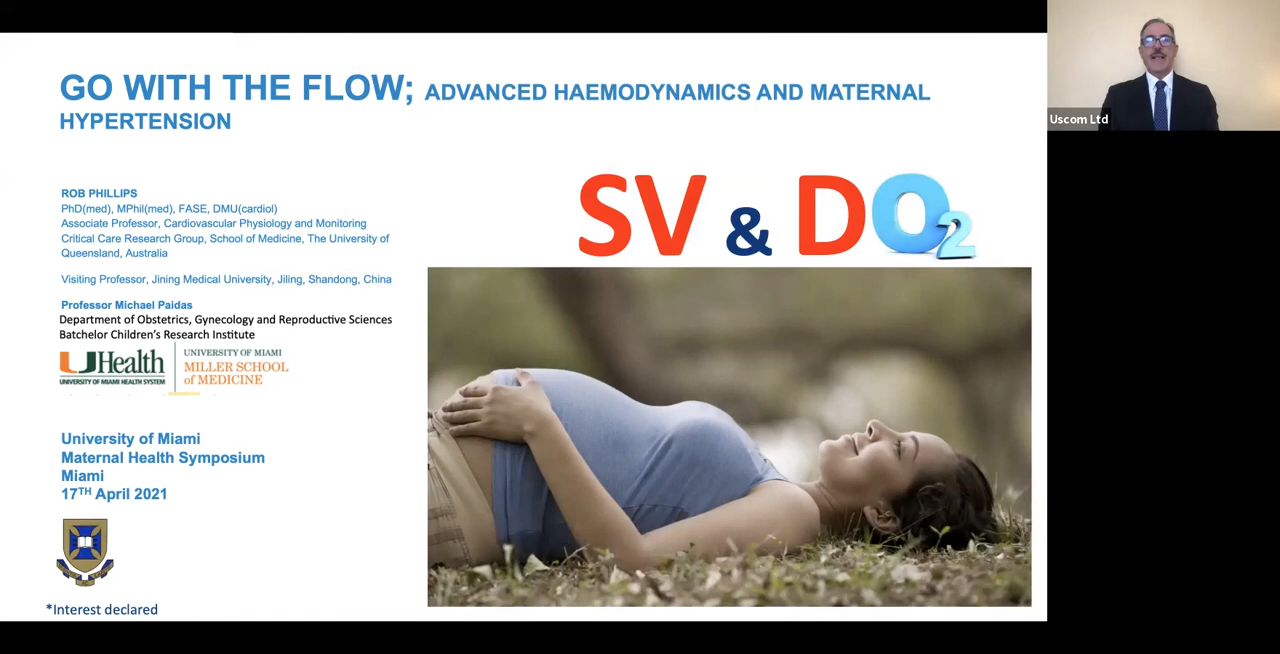 GO WITH THE FLOW; ADVANCED HAEMODYNAMICS AND MATERNAL
HYPERTENSION
ROB PHILLIPS
PhD(med), MPhil(med), FASE, DMU(cardiol)
Associate Professor, Cardiovascular Physiology and Monitoring
Critical Care Research Group, School of Medicine, The University of
Queensland, Australia
Visiting Professor, Jining Medical University, Jiling, Shandong, China
Professor Michael Paidas
Department of Obstetrics, Gynecology and Reproductive Sciences
Batchelor Children's Research Institute
UHealth
UNIVERSITY OF MIAMI HEALTH SYSTEM
UNIVERSITY OF MIAMI
MILLER SCHOOL
of MEDICINE
University of Miami
Maternal Health Symposium
Miami
17TH April 2021
*Interest declared
SV & DO2
Uscom Ltd